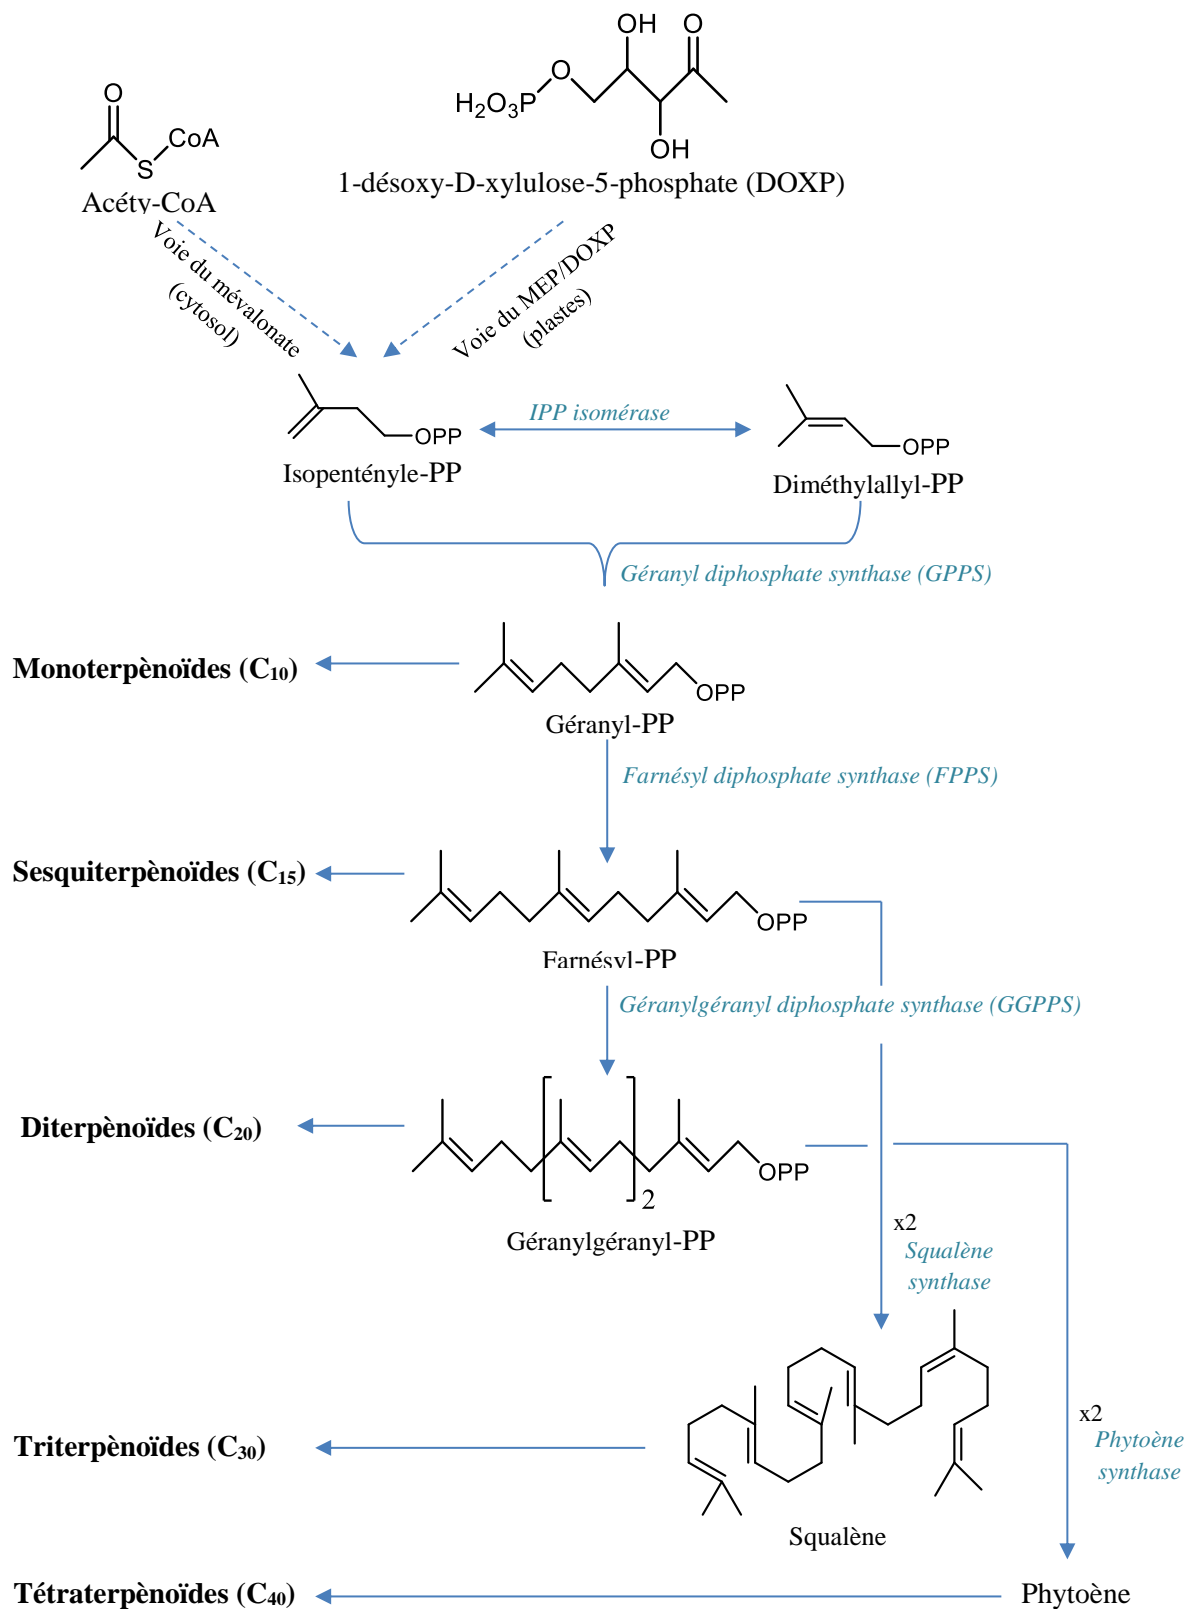 OH
O
O
H₂O₃P
OH
1-désoxy-D-xylulose-5-phosphate (DOXP)
O
CoA
S
Acéty-CoA
Voie du mévalonate
(cytosol)
Voie du MEP/DOXP
(plastes)
OPP
Isopentényle-PP
IPP isomérase
OPP
Diméthylallyl-PP
Géranyl diphosphate synthase (GPPS)
Monoterpènoïdes (C₁₀)
OPP
Géranyl-PP
Farnésyl diphosphate synthase (FPPS)
Sesquiterpènoïdes (C₁₅)
OPP
Farnésyl-PP
Géranylgéranyl diphosphate synthase (GGPPS)
Diterpènoïdes (C₂₀)
OPP
2
Géranylgéranyl-PP
x2
Squalène
synthase
x2
Phytoène
synthase
Triterpènoïdes (C₃₀)
Squalène
Tétraterpènoïdes (C₄₀)
Phytoène